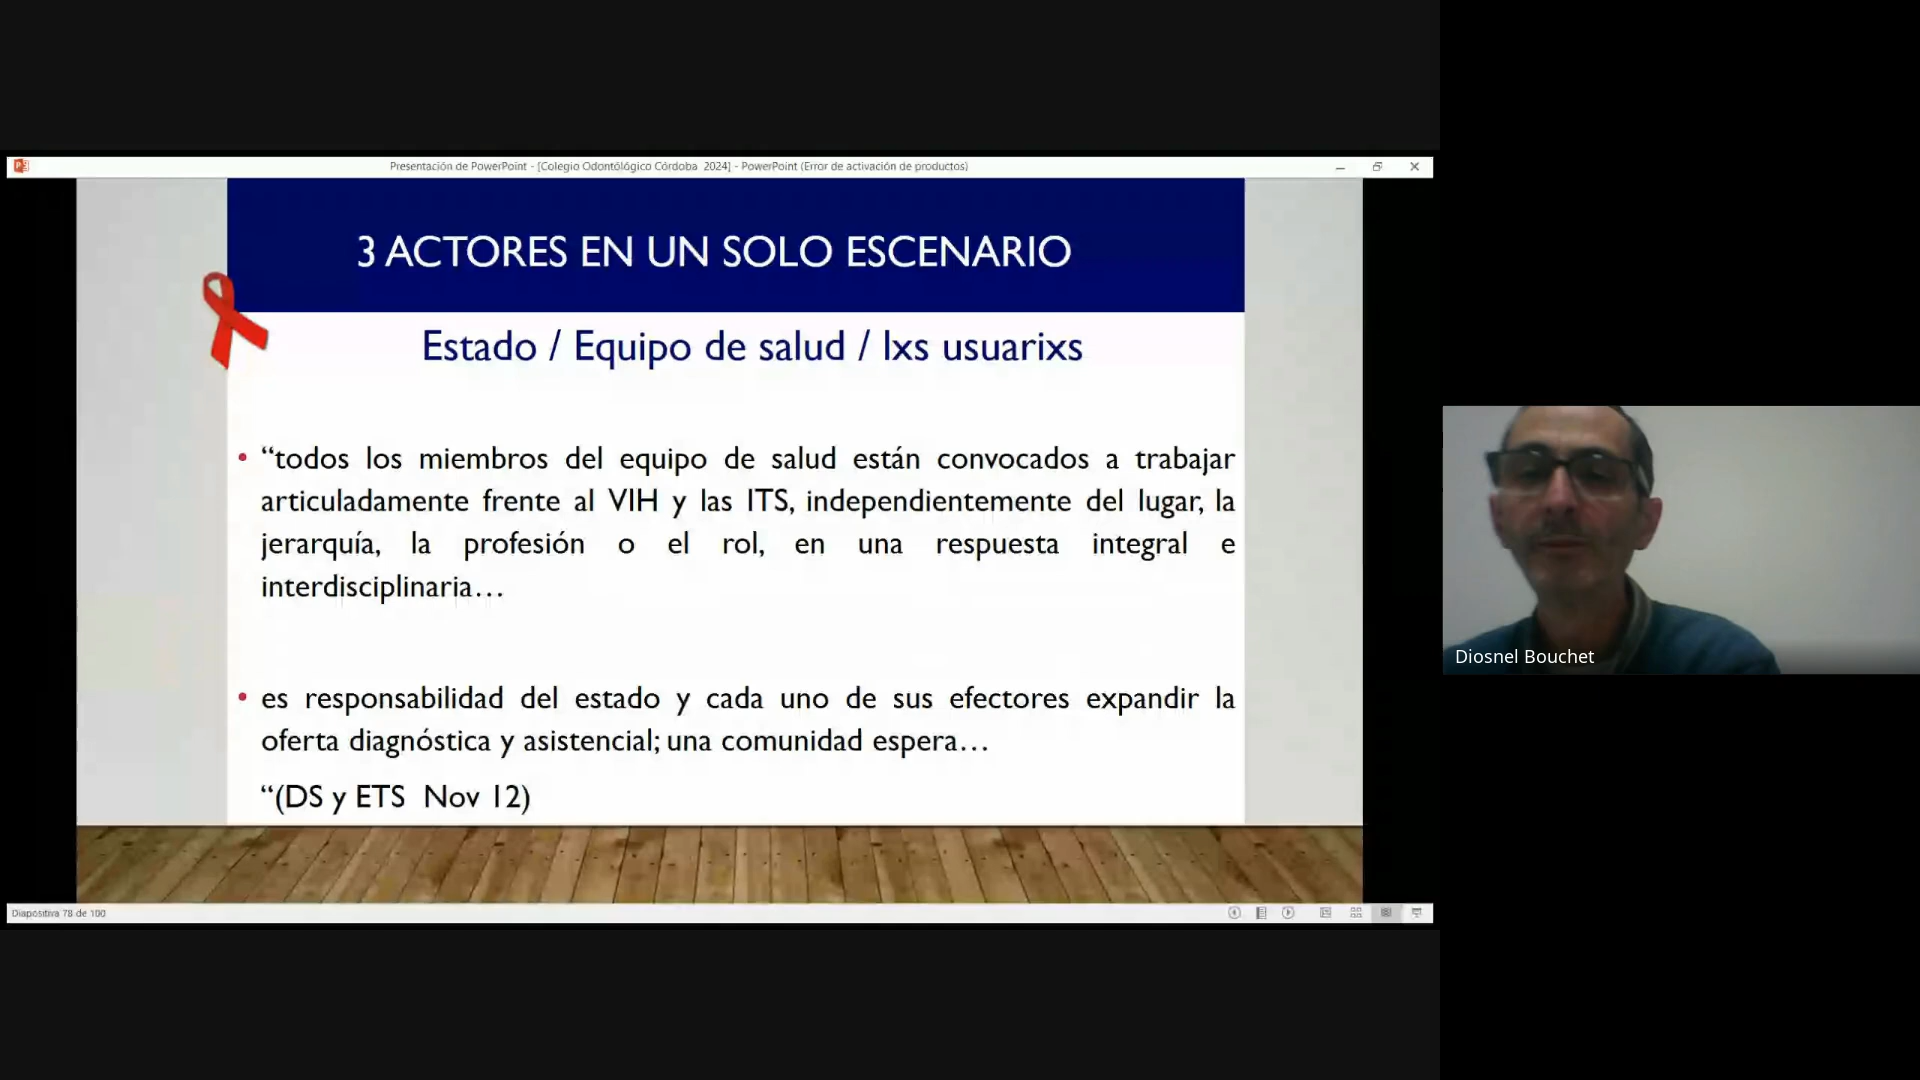 Presentación de PowerPoint - [Colegio Odontólógico Córdoba 2024] - PowerPoint (Error de activación de productos)
3 ACTORES EN UN SOLO ESCENARIO
Estado / Equipo de salud / lxs usuarixs
• “todos los miembros del equipo de salud están convocados a trabajar
articuladamente frente al VIH y las ITS, independientemente del lugar, la
jerarquía, la profesión o el rol, en una respuesta integral e
interdisciplinaria…
• es responsabilidad del estado y cada uno de sus efectores expandir la
oferta diagnóstica y asistencial; una comunidad espera…
“(DS y ETS Nov 12)
Diapositiva 78 de 100
Diosnel Bouchet